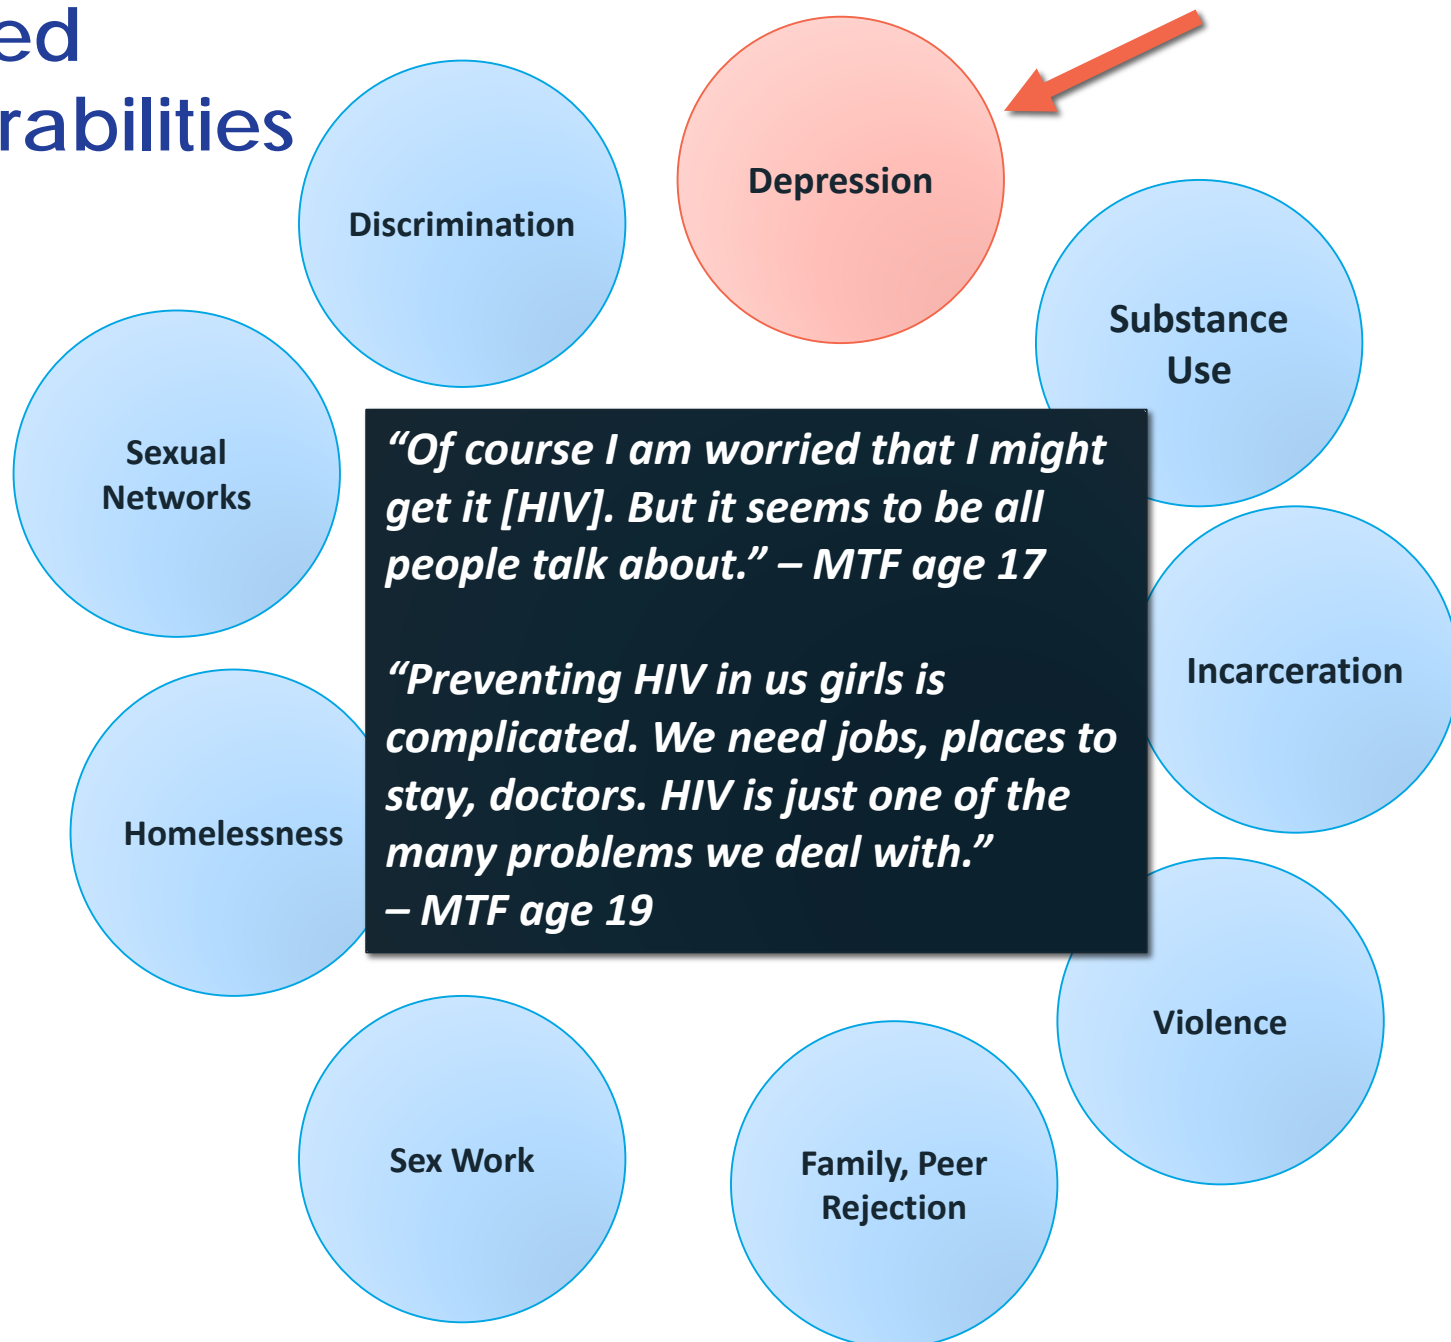 ed
rabilities
Depression
Discrimination
Substance
Use
Sexual
Networks
“Of course I am worried that I might
get it [HIV]. But it seems to be all
people talk about.” – MTF age 17
“Preventing HIV in us girls is
complicated. We need jobs, places to
stay, doctors. HIV is just one of the
many problems we deal with.”
– MTF age 19
Incarceration
Homelessness
Violence
Sex Work
Family, Peer
Rejection